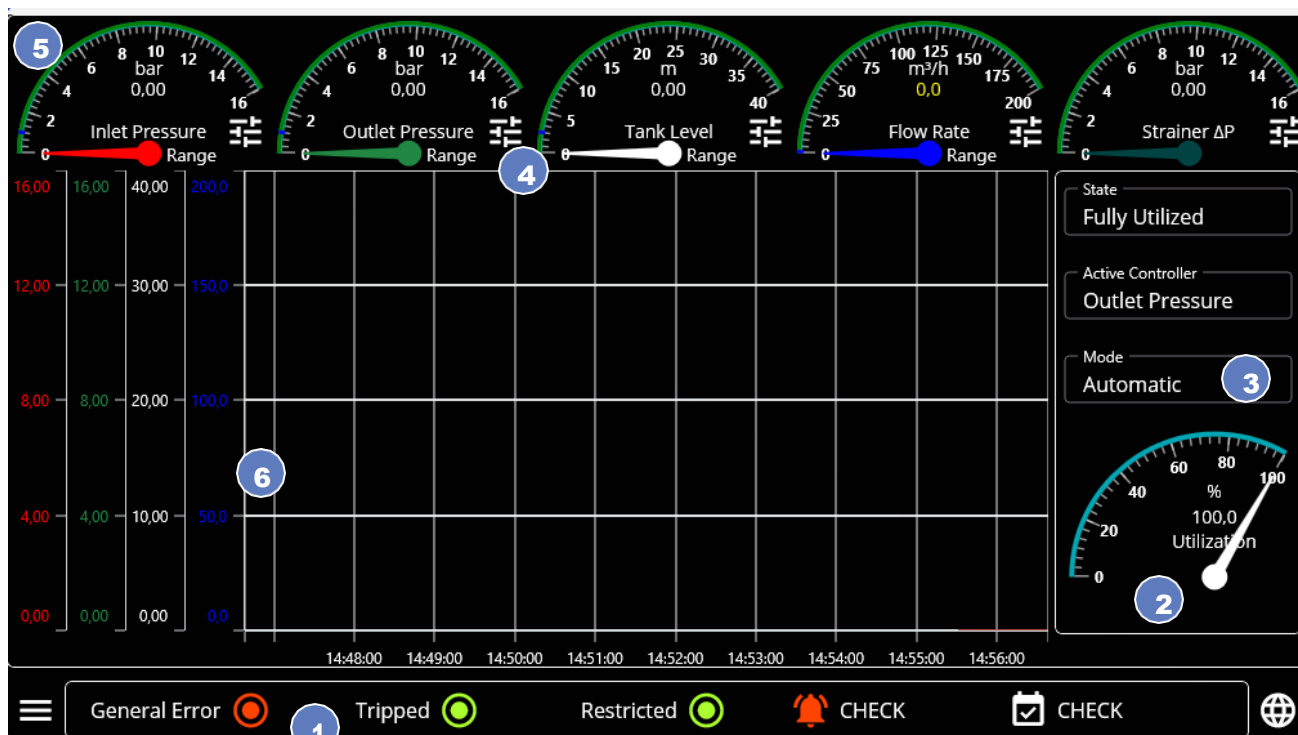 5
0 2 4 6 8 10 12 14 16
bar
0,00
Inlet Pressure
Range
0 2 4 6 8 10 12 14 16
bar
0,00
Outlet Pressure
Range
0 5 10 15 20 25 30 35 40
m
0,00
Tank Level
Range
0 25 50 75 100 125 150 175 200
m³/h
0,0
Flow Rate
Range
0 2 4 6 8 10 12 14 16
bar
0,00
Strainer ΔP
4
16,00 16,00 40,00 200,0
12,00 12,00 30,00 150,0
8,00 8,00 20,00 100,0
6
4,00 4,00 10,00 50,0
0,00 0,00 0,00 0,0
14:48:00 14:49:00 14:50:00 14:51:00 14:52:00 14:53:00 14:54:00 14:55:00 14:56:00
State
Fully Utilized
Active Controller
Outlet Pressure
Mode
Automatic
3
0 20 40 60 80 100
%
100,0
Utilization
2
General Error Tripped Restricted CHECK CHECK
1